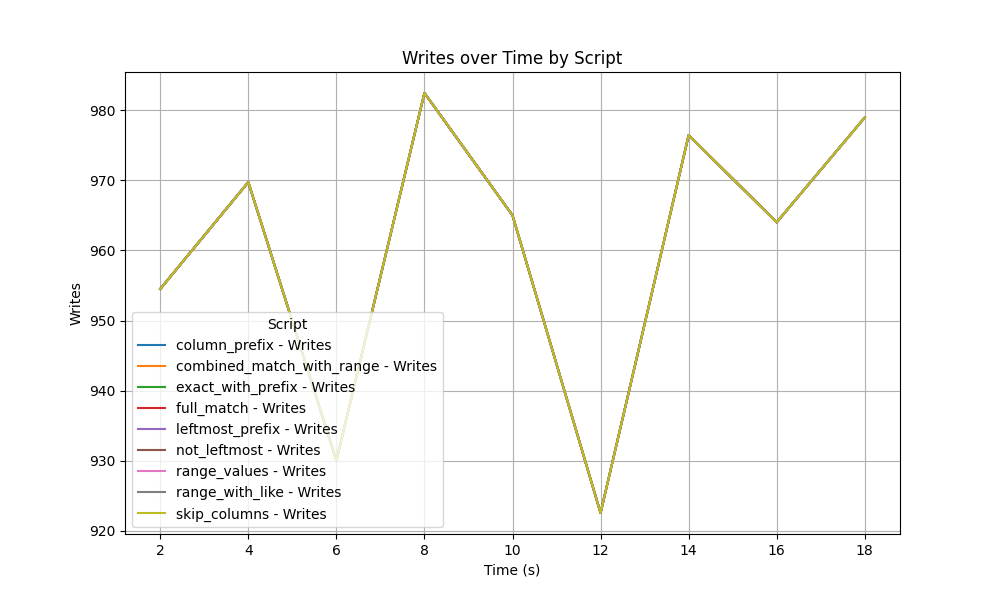 Writes over Time by Script
Writes
980
970
960
950
940
930
920
Script
column_prefix - Writes
combined_match_with_range - Writes
exact_with_prefix - Writes
full_match - Writes
leftmost_prefix - Writes
not_leftmost - Writes
range_values - Writes
range_with_like - Writes
skip_columns - Writes
2 4 6 8 10 12 14 16 18
Time (s)